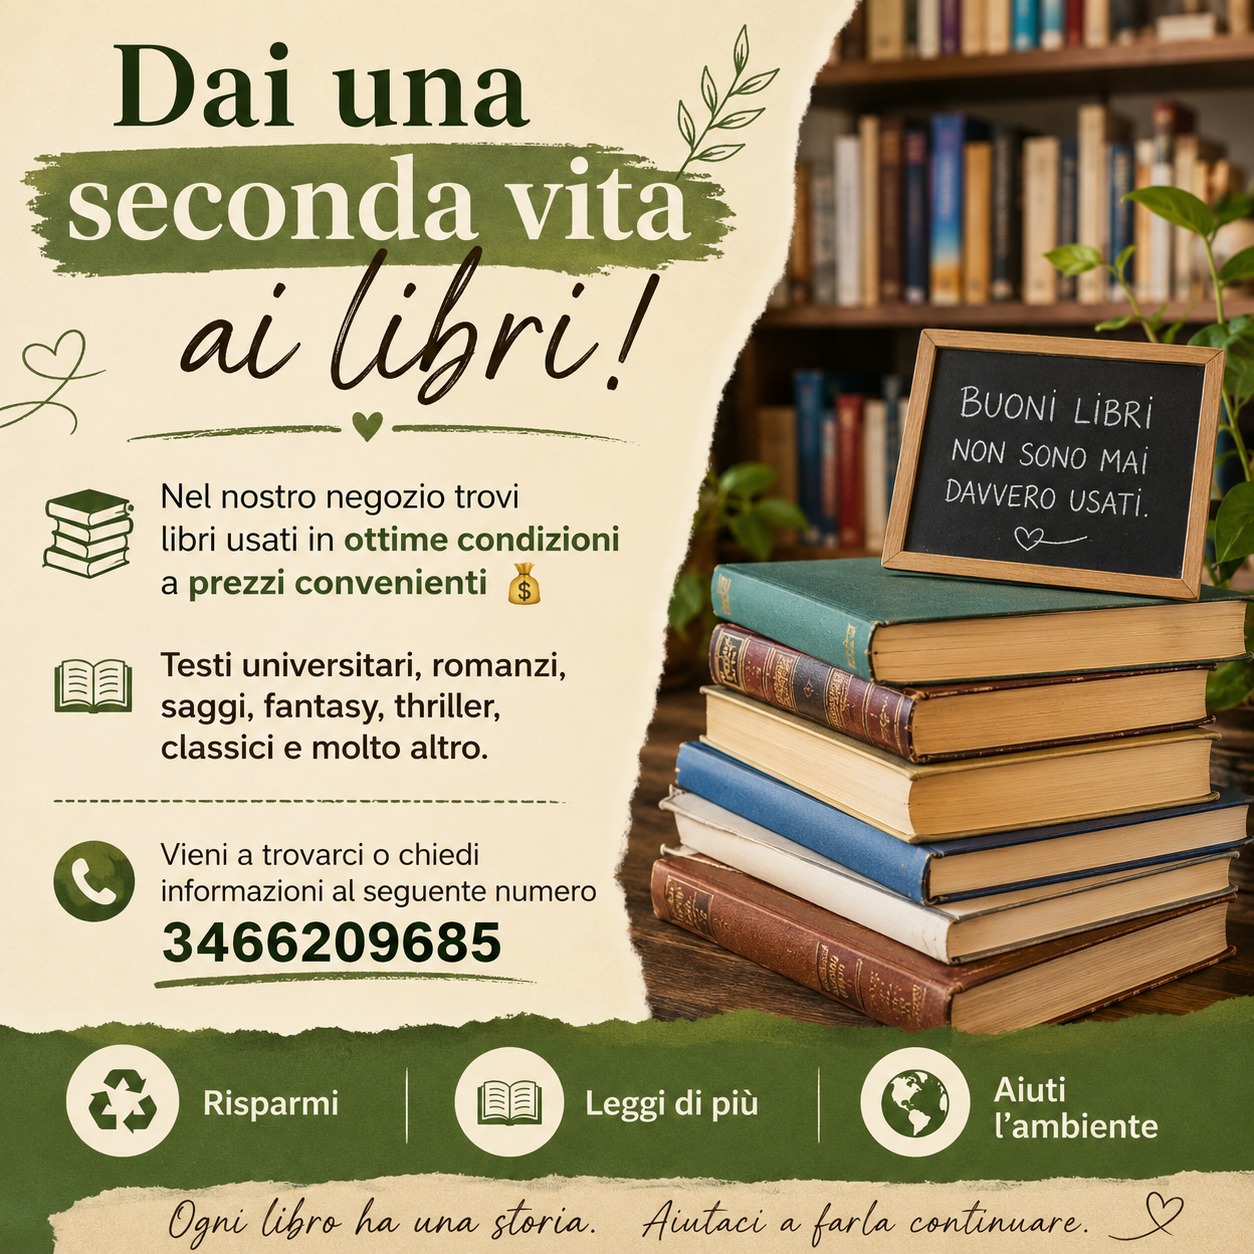 Dai una
seconda vita
ai libri!
Nel nostro negozio trovi
libri usati in ottime condizioni
a prezzi convenienti
Testi universitari, romanzi,
saggi, fantasy, thriller,
classici e molto altro.
Vieni a trovarci o chiedi
informazioni al seguente numero
3466209685
BUONI LIBRI
NON SONO MAI
DAVVERO USATI.
Risparmi
Leggi di più
Aiuti
l'ambiente
Ogni libro ha una storia. Aiutaci a farla continuare.